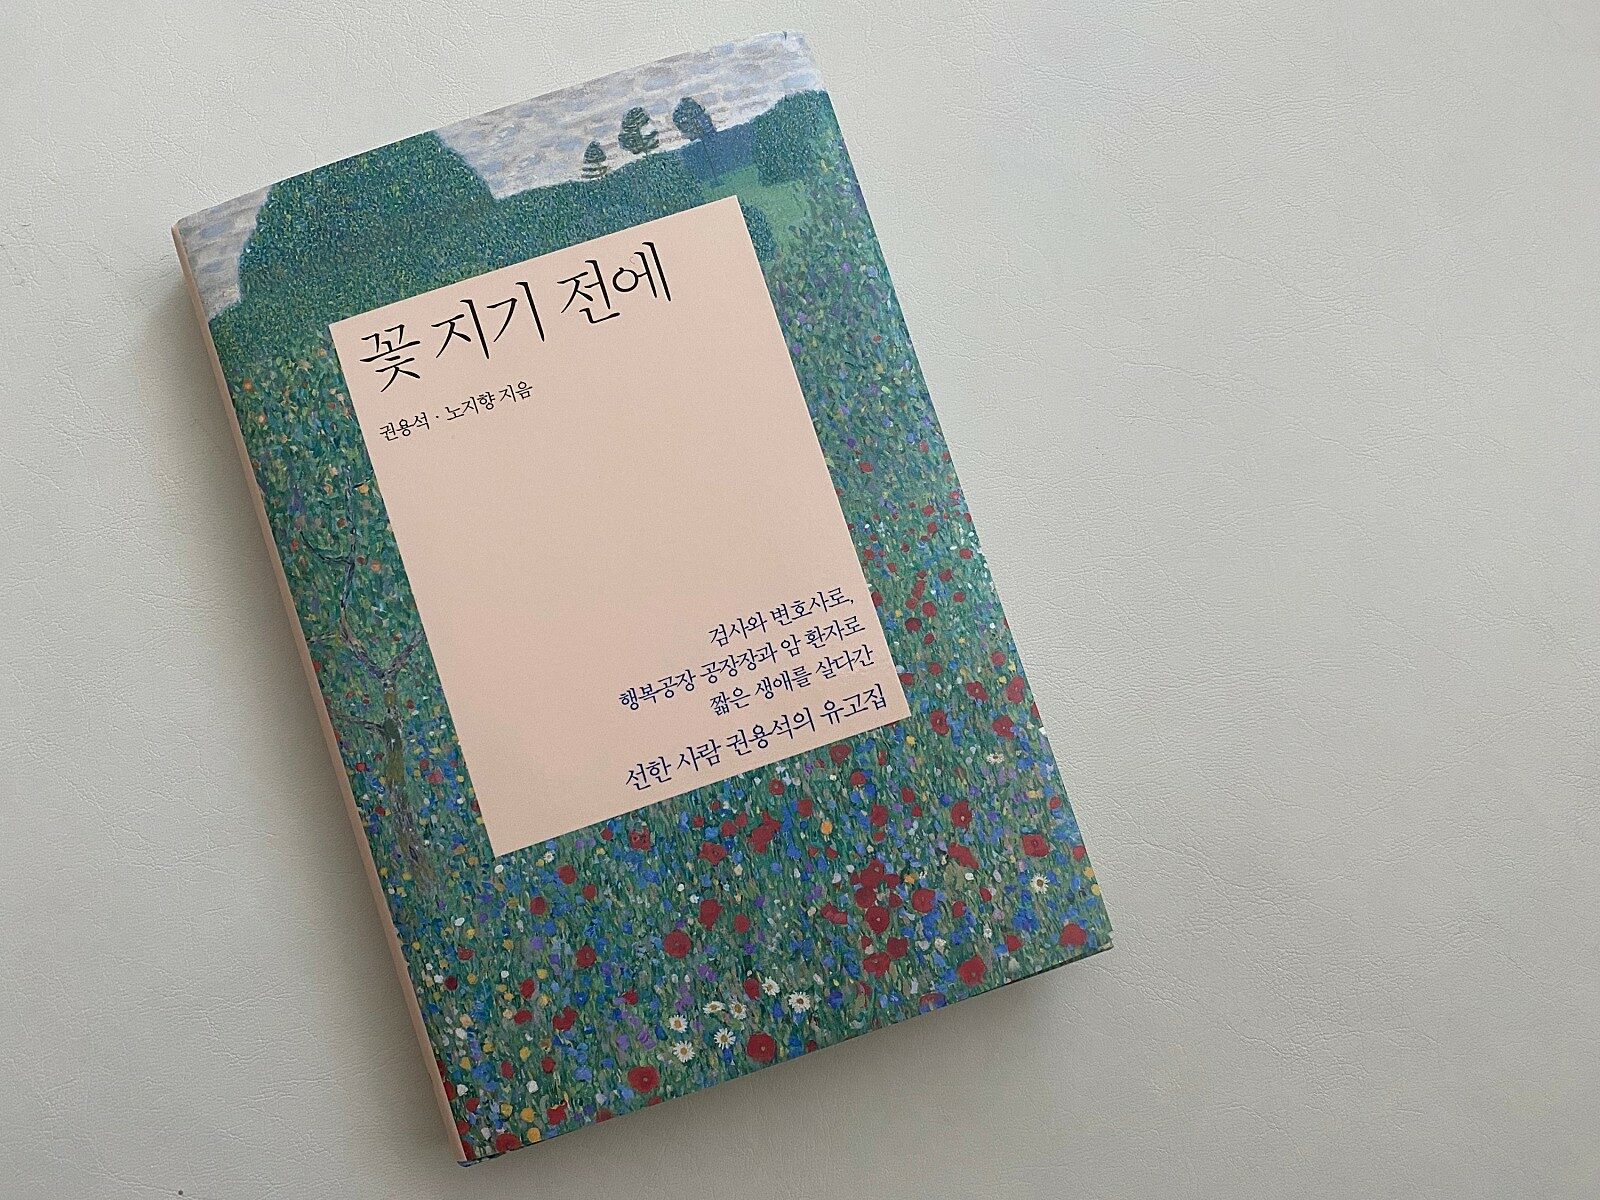 꽃 지기 전에
권용석 · 노지향 지음
검사와 변호사로,
행복공장 공장장과 암 환자로
짧은 생애를 살다간
선한 사람 권용석의 유고집